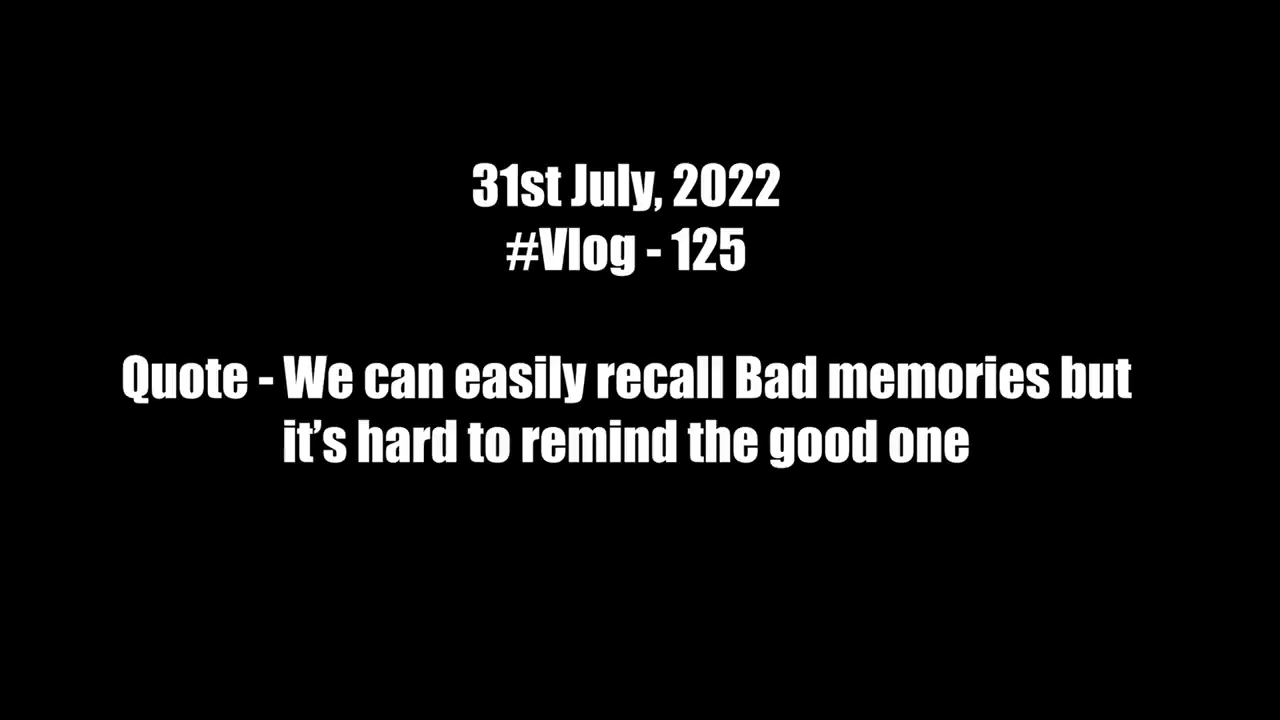 31st July, 2022
#Vlog - 125
Quote - We can easily recall Bad memories but
it’s hard to remind the good one